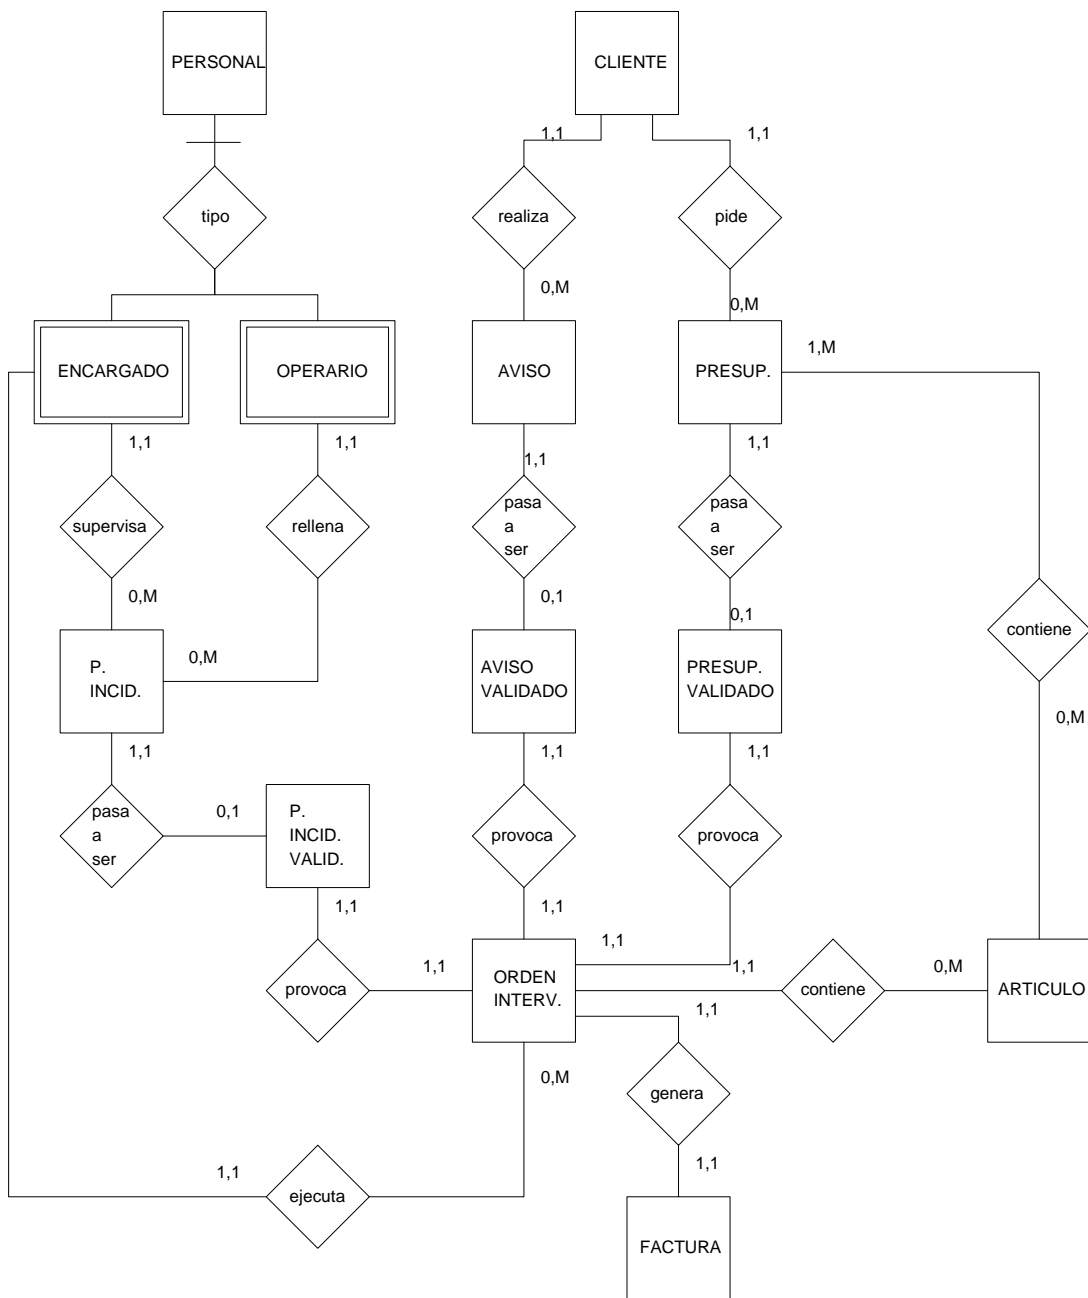 PERSONAL
CLIENTE
1,1
1,1
tipo
realiza
pide
0,M
0,M
1,M
ENCARGADO
OPERARIO
AVISO
PRESUP.
1,1
1,1
1,1
1,1
supervisa
rellena
pasa
a
ser
pasa
a
ser
0,M
0,1
0,1
contiene
P.
INCID.
0,M
AVISO
VALIDADO
PRESUP.
VALIDADO
0,M
1,1
1,1
1,1
pasa
a
ser
0,1
P.
INCID.
VALID.
provoca
provoca
1,1
1,1
1,1
provoca
1,1
ORDEN
INTERV.
1,1
contiene
0,M
ARTICULO
1,1
0,M
genera
1,1
1,1
ejecuta
FACTURA